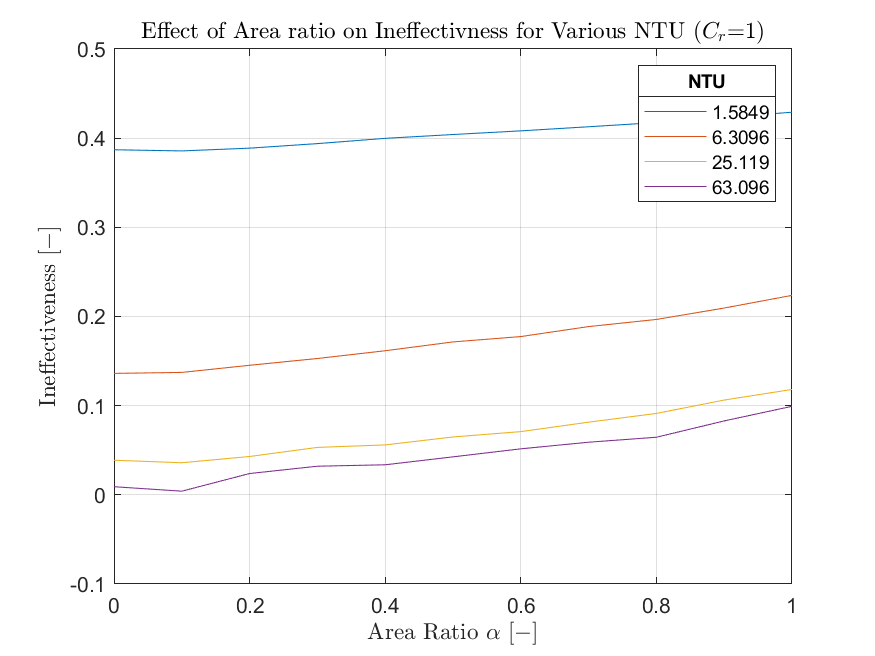 Effect of Area ratio on Ineffectivness for Various NTU (C_r=1)
0.5
0.4
0.3
0.2
0.1
0
-0.1
Ineffectiveness [−]
NTU
1.5849
6.3096
25.119
63.096
0 0.2 0.4 0.6 0.8 1
Area Ratio α [−]